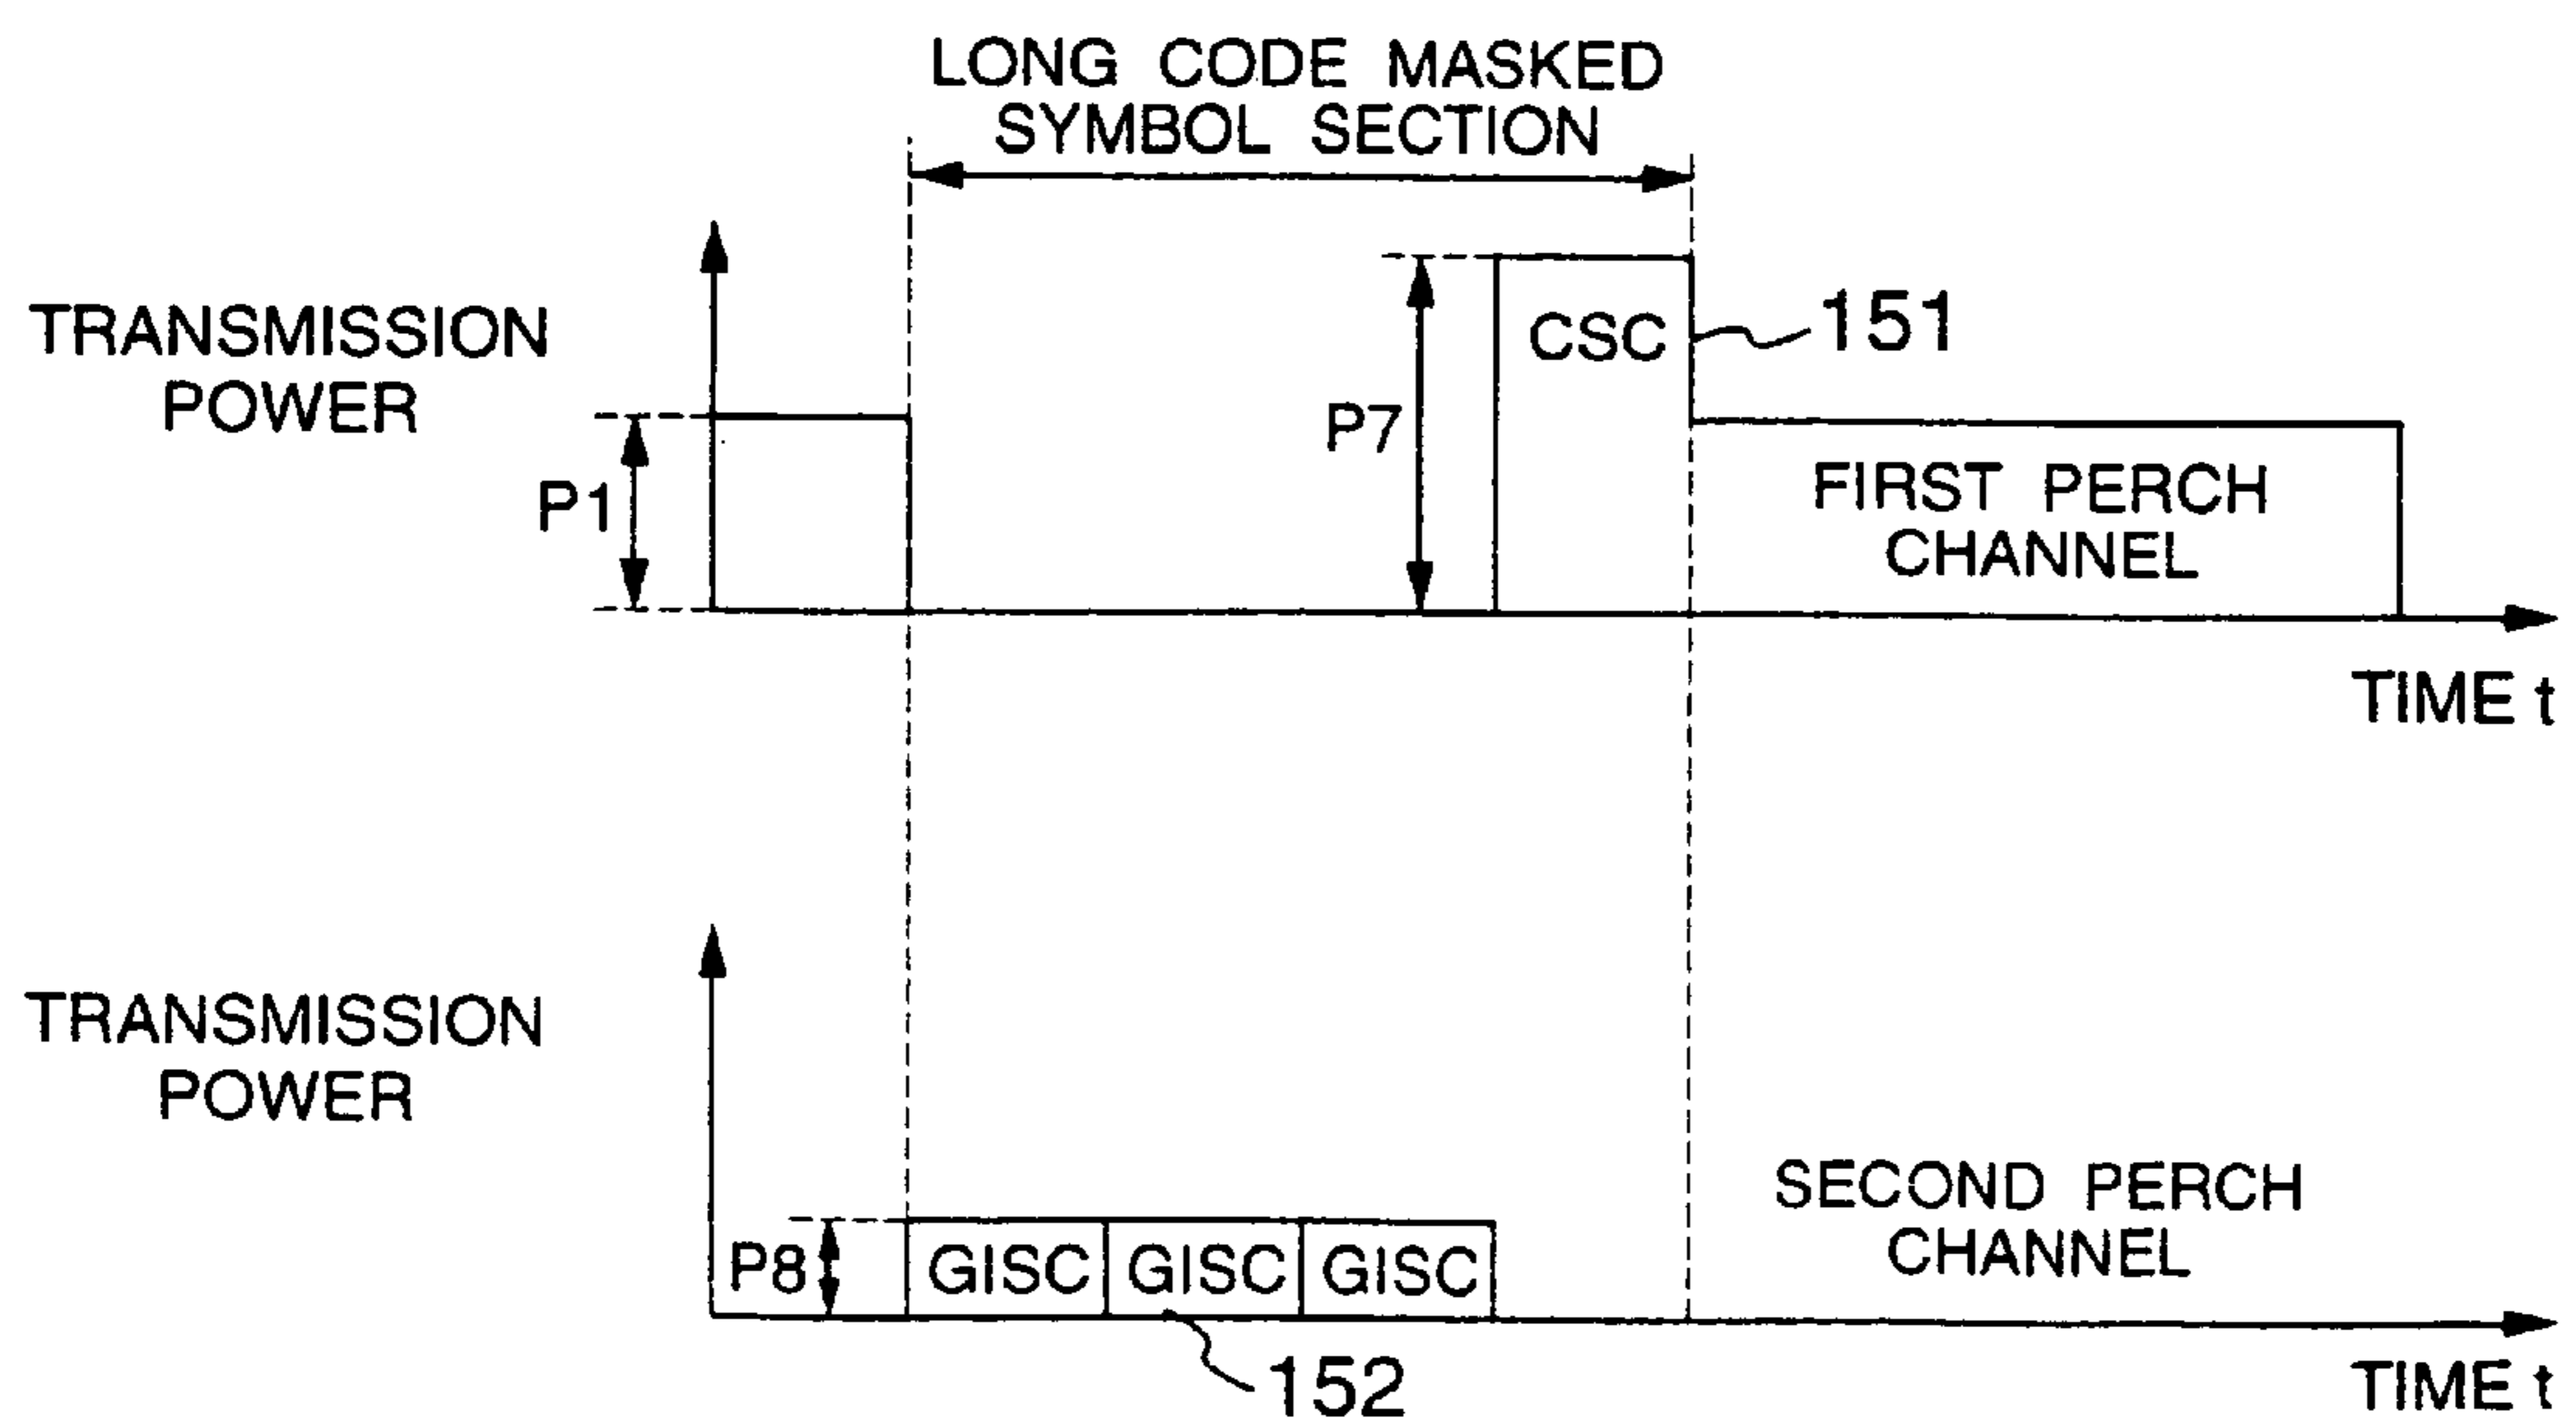 LONG CODE MASKED
SYMBOL SECTION
TRANSMISSION
POWER
P1
P7
CSC
151
FIRST PERCH
CHANNEL
TIME t
TRANSMISSION
POWER
P8
GISC GISC GISC
152
SECOND PERCH
CHANNEL
TIME t